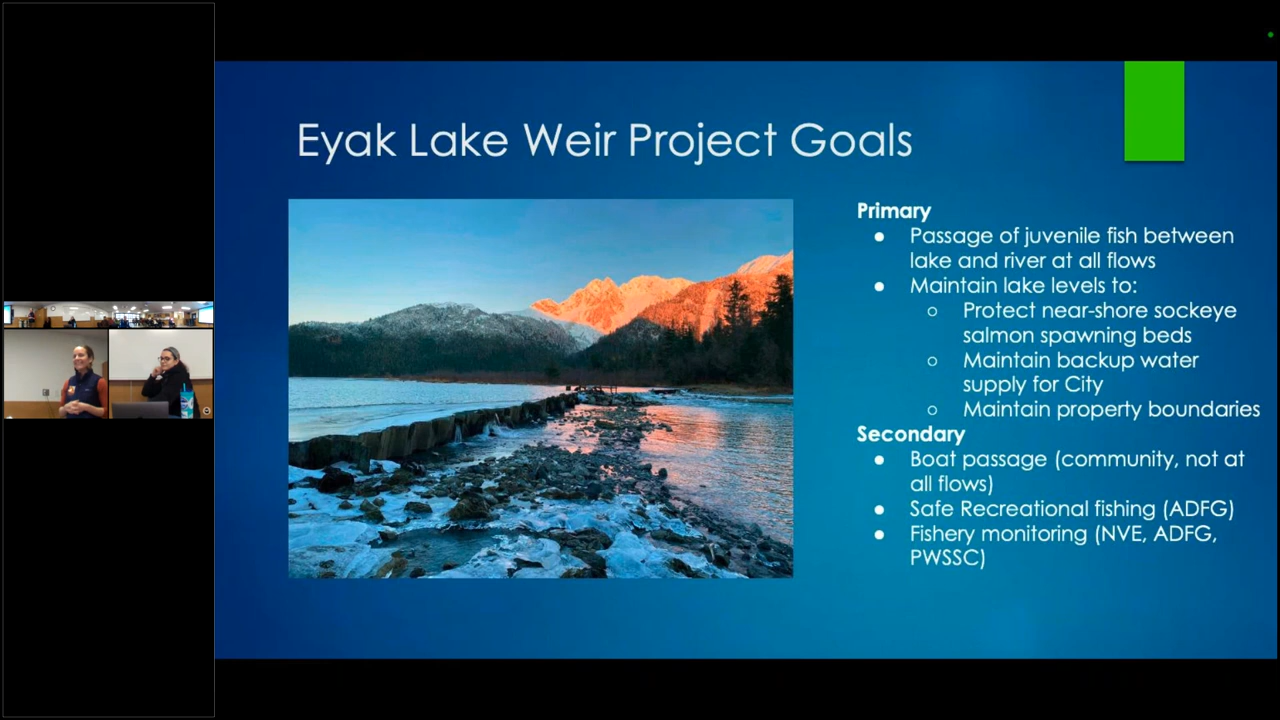 Eyak Lake Weir Project Goals
Primary
● Passage of juvenile fish between
lake and river at all flows
● Maintain lake levels to:
○ Protect near-shore sockeye
salmon spawning beds
○ Maintain backup water
supply for City
○ Maintain property boundaries
Secondary
● Boat passage (community, not at
all flows)
● Safe Recreational fishing (ADFG)
● Fishery monitoring (NVE, ADFG,
PWSSC)